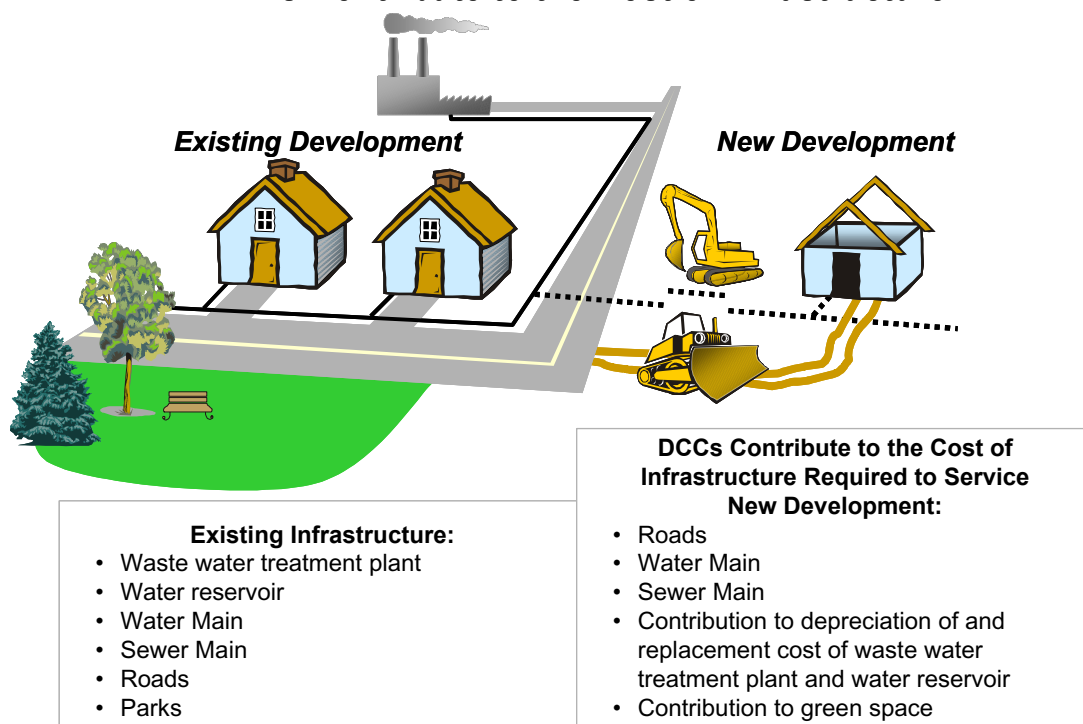 Existing Development
New Development
Existing Infrastructure:
• Waste water treatment plant
• Water reservoir
• Water Main
• Sewer Main
• Roads
• Parks
DCCs Contribute to the Cost of
Infrastructure Required to Service
New Development:
• Roads
• Water Main
• Sewer Main
• Contribution to depreciation of and
replacement cost of waste water
treatment plant and water reservoir
• Contribution to green space